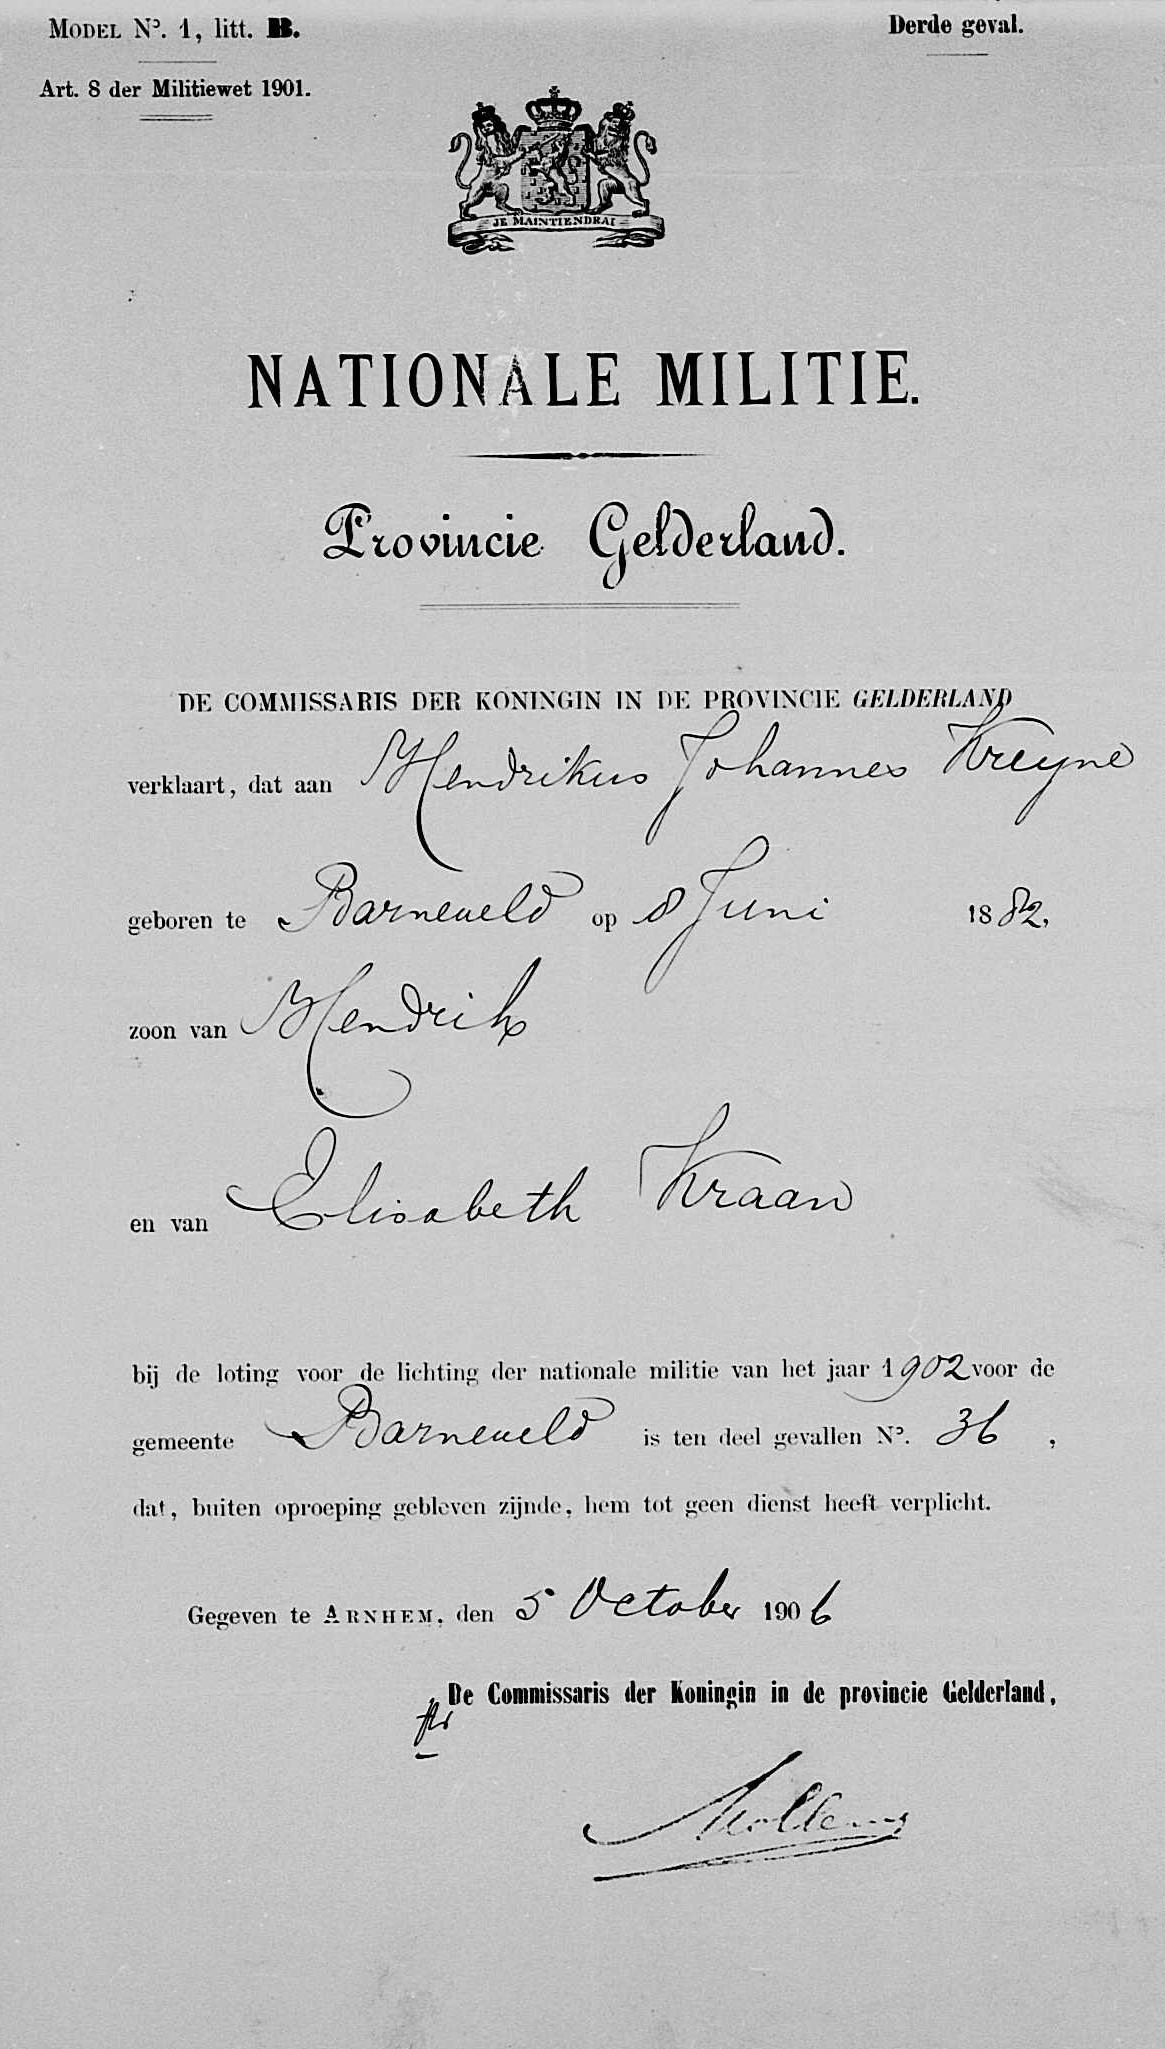 MODEL Nº. 1, litt. B.
Derde geval.
Art. 8 der Militiewet 1901.
JE MAINTIENDRAI
NATIONALE MILITIE.
Provincie Gelderland.
DE COMMISSARIS DER KONINGIN IN DE PROVINCIE GELDERLAND
verklaart, dat aan Hendrikus Johannes Kreyne
geboren te Barneveld op 8 Juni 1882,
zoon van Hendrik
en van Elisabeth Kraan
bij de loting voor de lichting der nationale militie van het jaar 1902 voor de
gemeente Barneveld is ten deel gevallen Nº. 36 ,
dat, buiten oproeping gebleven zijnde, hem tot geen dienst heeft verplicht.
Gegeven te ARNHEM, den 5 October 1906
De Commissaris der Koningin in de provincie Gelderland,